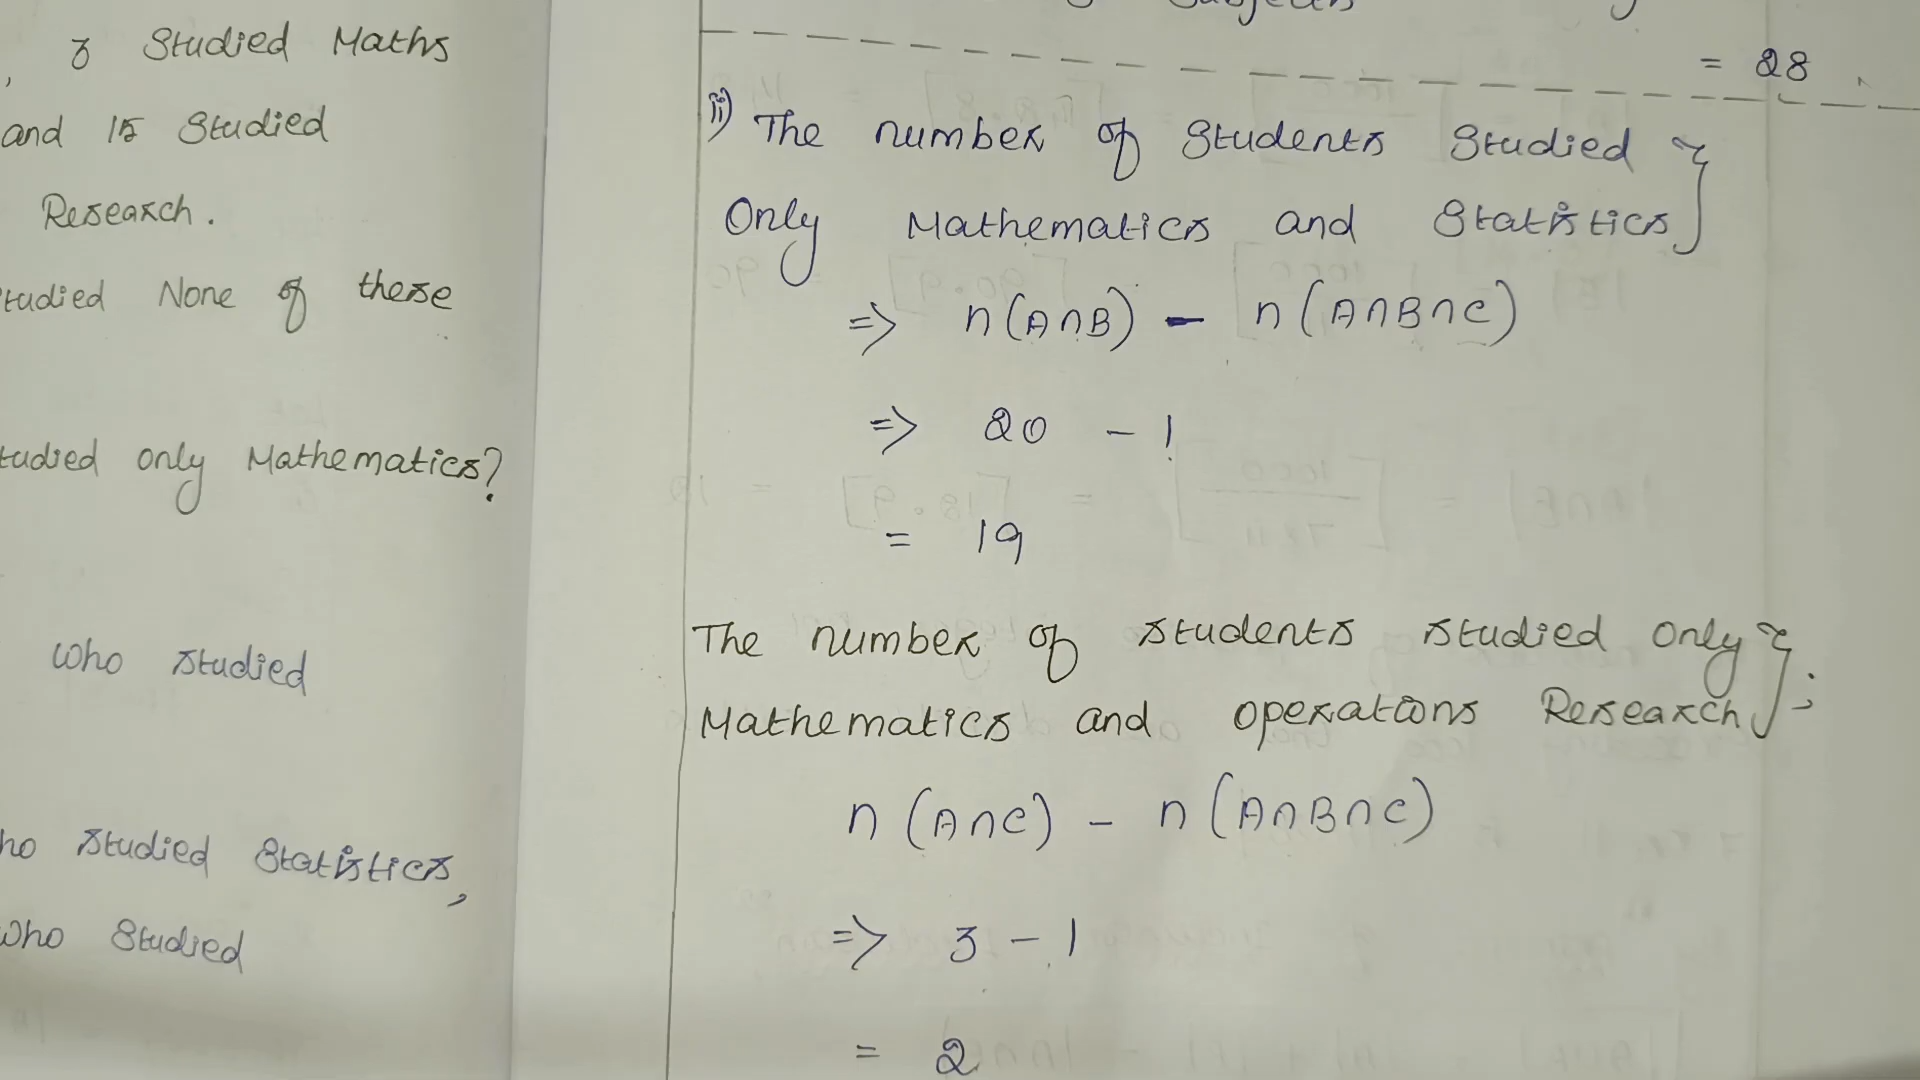 , 3 Studied Maths
and 15 Studied
Research.
tudied None of these
tudied only Mathematics?
who studied
ho studied Statistics,
who Studied
Subjects
= 28
ii) The number of Students Studied }
Only Mathematics and Statistics
=> n(A∩B) - n(A∩B∩C)
=> 20 - 1
= 19
The number of students studied only } ;
Mathematics and operations Research
n(A∩C) - n(A∩B∩C)
=> 3 - 1
= 2